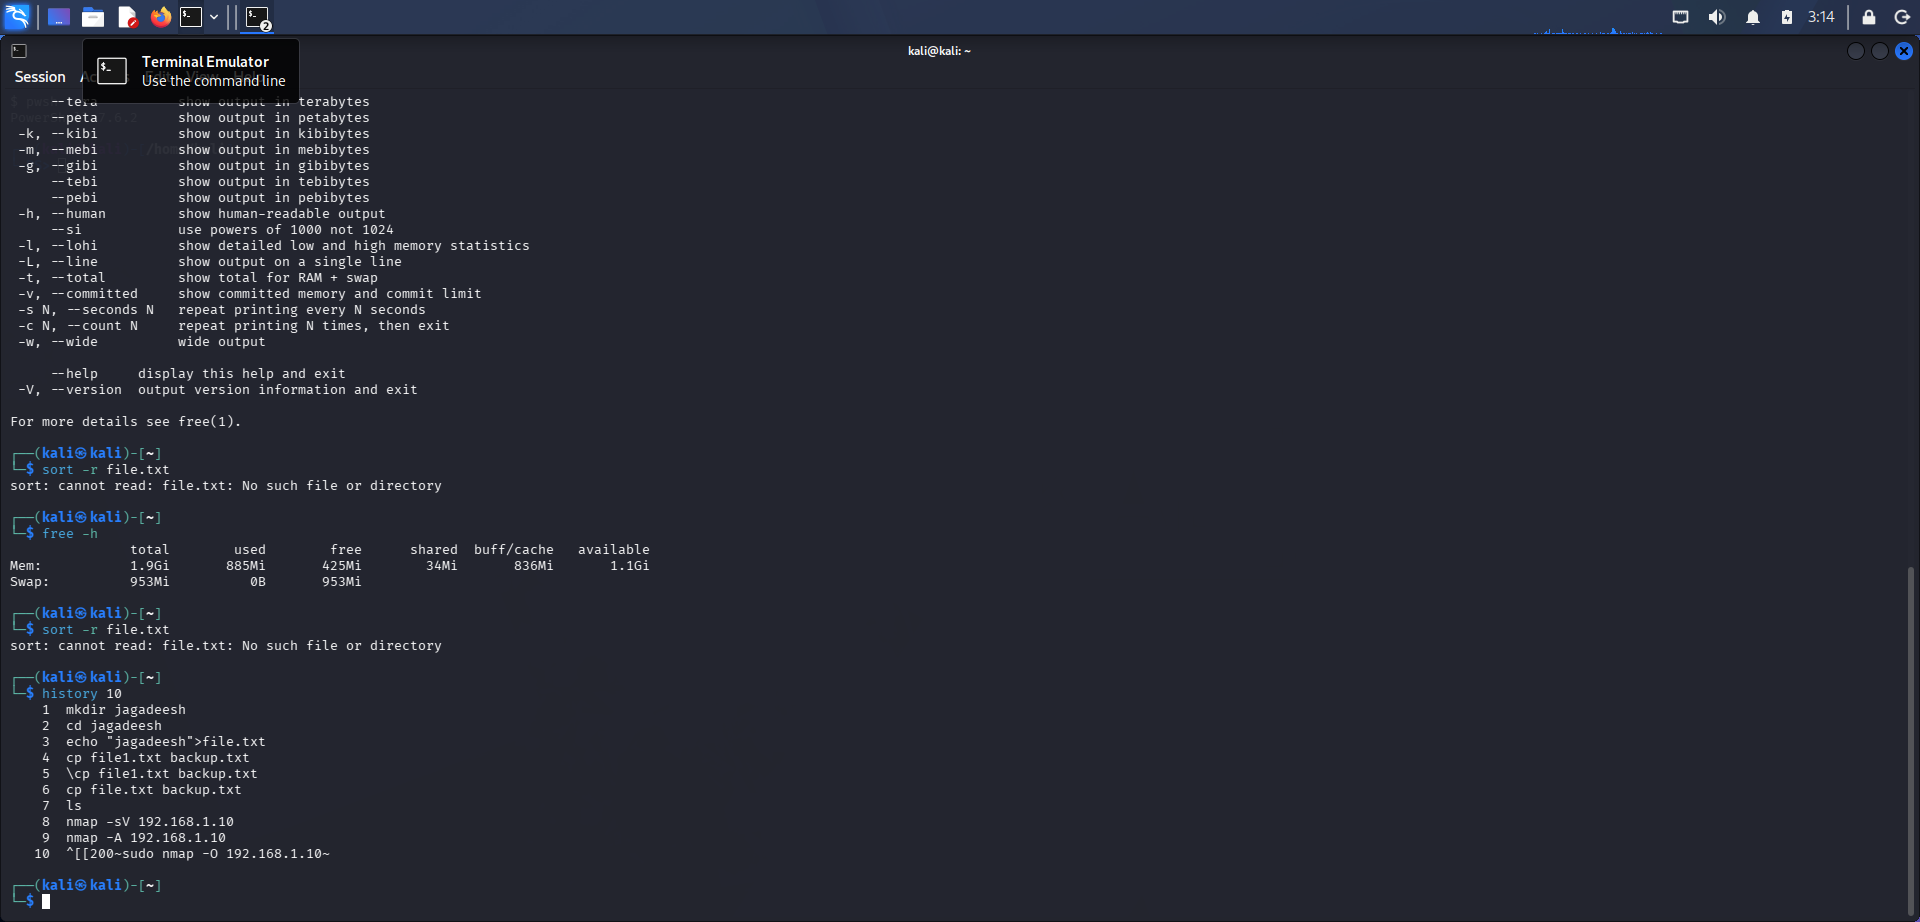 2
3:14
kali@kali: ~
Terminal Emulator
Use the command line
Session
--tera show output in terabytes
--peta show output in petabytes
-k, --kibi show output in kibibytes
-m, --mebi show output in mebibytes
-g, --gibi show output in gibibytes
--tebi show output in tebibytes
--pebi show output in pebibytes
-h, --human show human-readable output
--si use powers of 1000 not 1024
-l, --lohi show detailed low and high memory statistics
-L, --line show output on a single line
-t, --total show total for RAM + swap
-v, --committed show committed memory and commit limit
-s N, --seconds N repeat printing every N seconds
-c N, --count N repeat printing N times, then exit
-w, --wide wide output
--help display this help and exit
-V, --version output version information and exit
For more details see free(1).
┌──(kali㉿kali)-[~]
└─$ sort -r file.txt
sort: cannot read: file.txt: No such file or directory
┌──(kali㉿kali)-[~]
└─$ free -h
total used free shared buff/cache available
Mem: 1.9Gi 885Mi 425Mi 34Mi 836Mi 1.1Gi
Swap: 953Mi 0B 953Mi
┌──(kali㉿kali)-[~]
└─$ sort -r file.txt
sort: cannot read: file.txt: No such file or directory
┌──(kali㉿kali)-[~]
└─$ history 10
1 mkdir jagadeesh
2 cd jagadeesh
3 echo "jagadeesh">file.txt
4 cp file1.txt backup.txt
5 \cp file1.txt backup.txt
6 cp file.txt backup.txt
7 ls
8 nmap -sV 192.168.1.10
9 nmap -A 192.168.1.10
10 ^[[200~sudo nmap -O 192.168.1.10~
┌──(kali㉿kali)-[~]
└─$